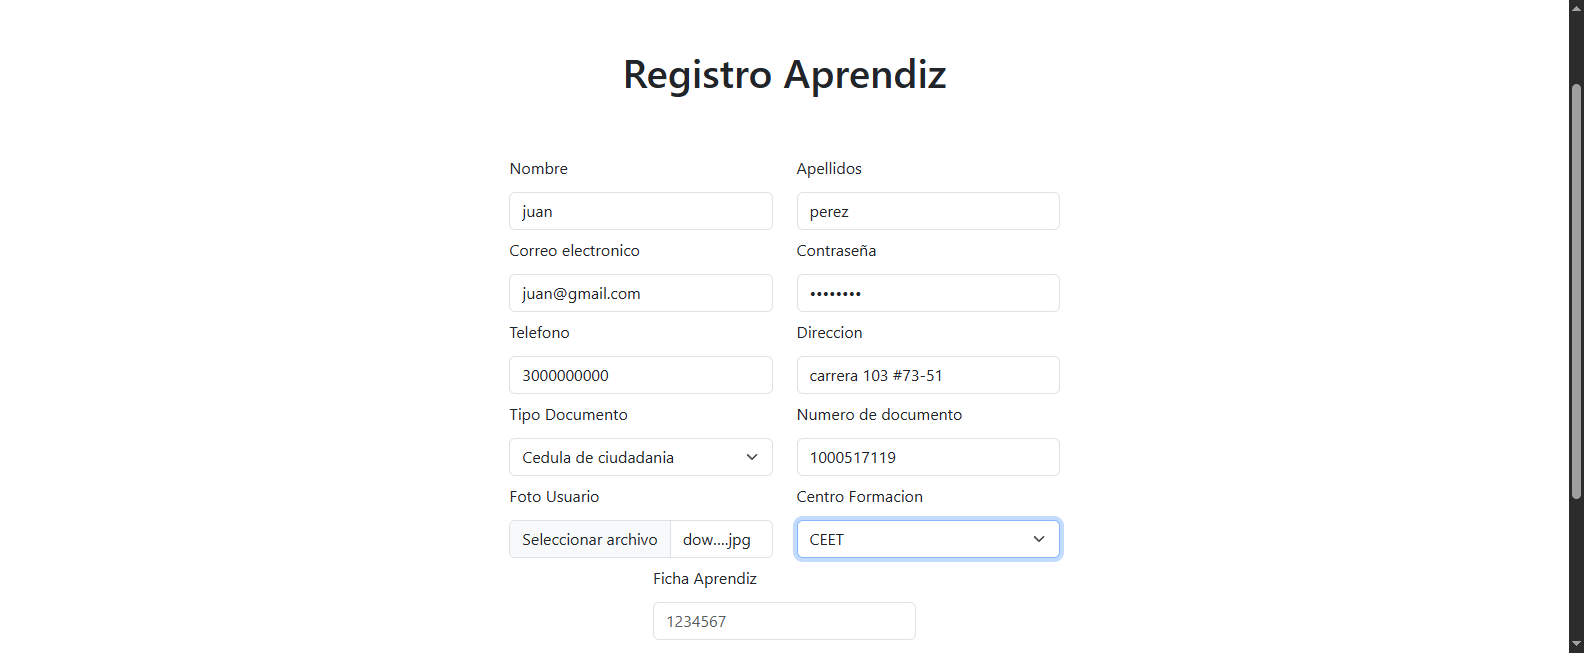 Registro Aprendiz
Nombre
Apellidos
juan
perez
Correo electronico
Contraseña
juan@gmail.com
••••••••
Telefono
Direccion
3000000000
carrera 103 #73-51
Tipo Documento
Numero de documento
Cedula de ciudadania
1000517119
Foto Usuario
Centro Formacion
Seleccionar archivo dow....jpg
CEET
Ficha Aprendiz
1234567